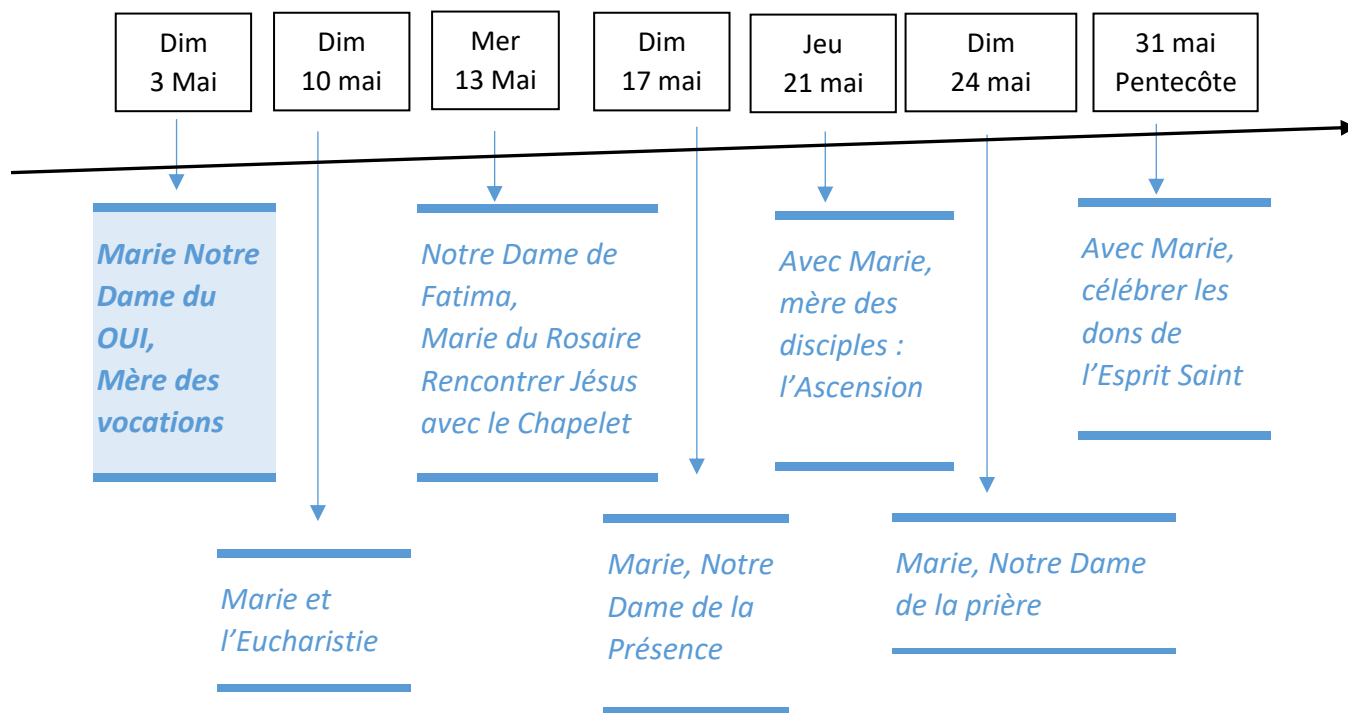 Dim
3 Mai
Dim
10 mai
Mer
13 Mai
Dim
17 mai
Jeu
21 mai
Dim
24 mai
31 mai
Pentecôte
Marie Notre
Dame du
OUI,
Mère des
vocations
Notre Dame de
Fatima,
Marie du Rosaire
Rencontrer Jésus
avec le Chapelet
Avec Marie,
mère des
disciples :
l’Ascension
Avec Marie,
célébrer les
dons de
l’Esprit Saint
Marie et
l’Eucharistie
Marie, Notre
Dame de la
Présence
Marie, Notre Dame
de la prière